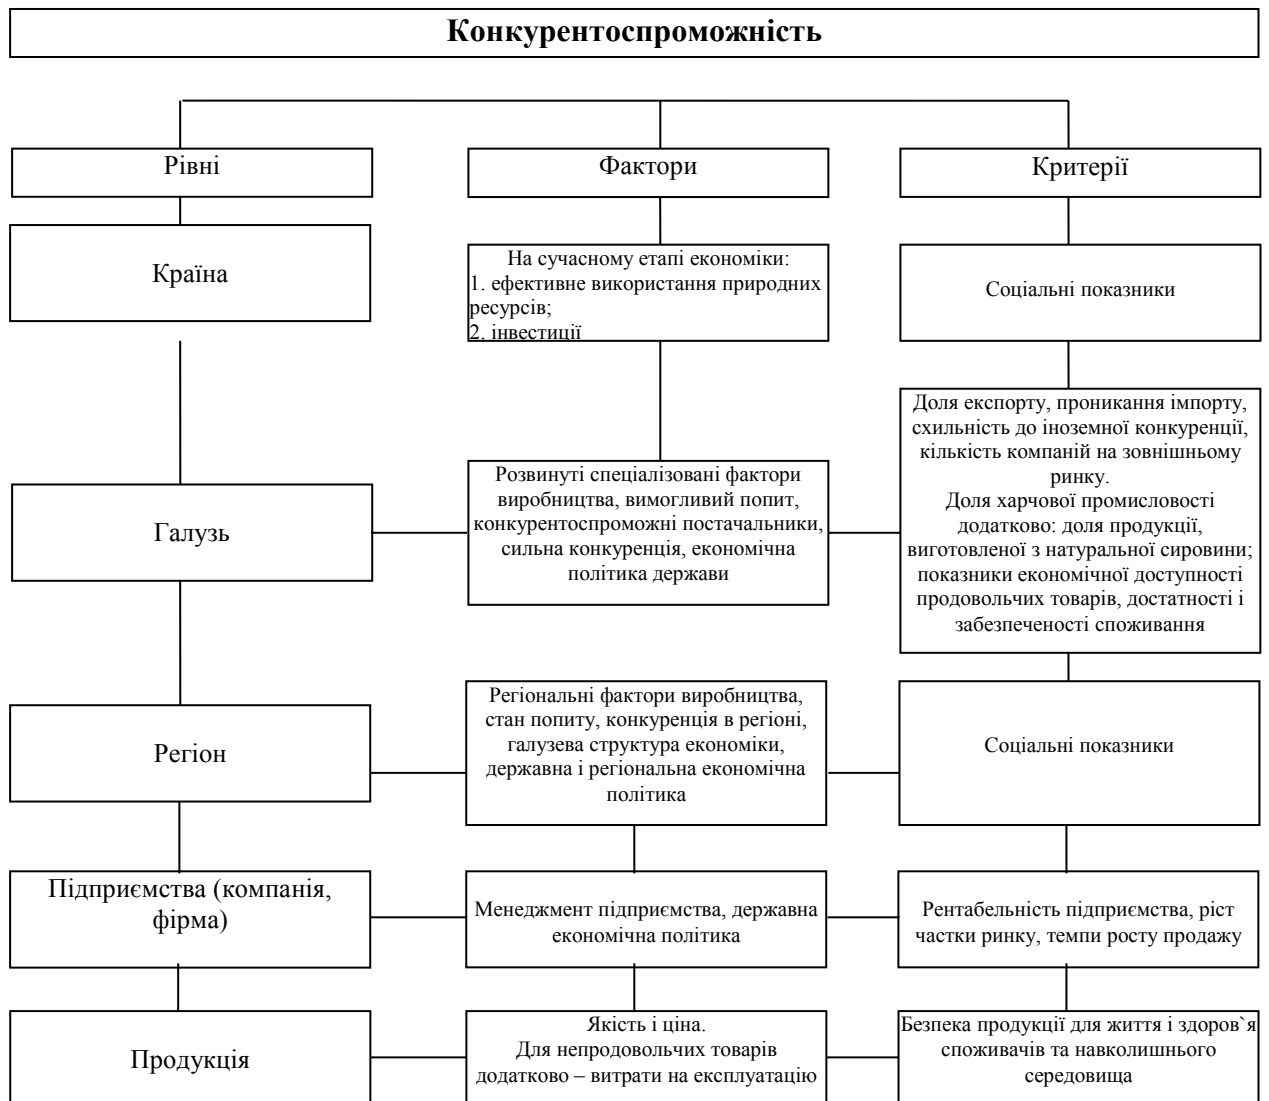 Конкурентоспроможність
Рівні
Фактори
Критерії
Країна
На сучасному етапі економіки:
1. ефективне використання природних
ресурсів;
2. інвестиції
Соціальні показники
Галузь
Розвинуті спеціалізовані фактори
виробництва, вимогливий попит,
конкурентоспроможні постачальники,
сильна конкуренція, економічна
політика держави
Доля експорту, проникання імпорту,
схильність до іноземної конкуренції,
кількість компаній на зовнішньому
ринку.
Доля харчової промисловості
додатково: доля продукції,
виготовленої з натуральної сировини;
показники економічної доступності
продовольчих товарів, достатності і
забезпеченості споживання
Регіон
Регіональні фактори виробництва,
стан попиту, конкуренція в регіоні,
галузева структура економіки,
державна і регіональна економічна
політика
Соціальні показники
Підприємства (компанія,
фірма)
Менеджмент підприємства, державна
економічна політика
Рентабельність підприємства, ріст
частки ринку, темпи росту продажу
Продукція
Якість і ціна.
Для непродовольчих товарів
додатково – витрати на експлуатацію
Безпека продукції для життя і здоров`я
споживачів та навколишнього
середовища